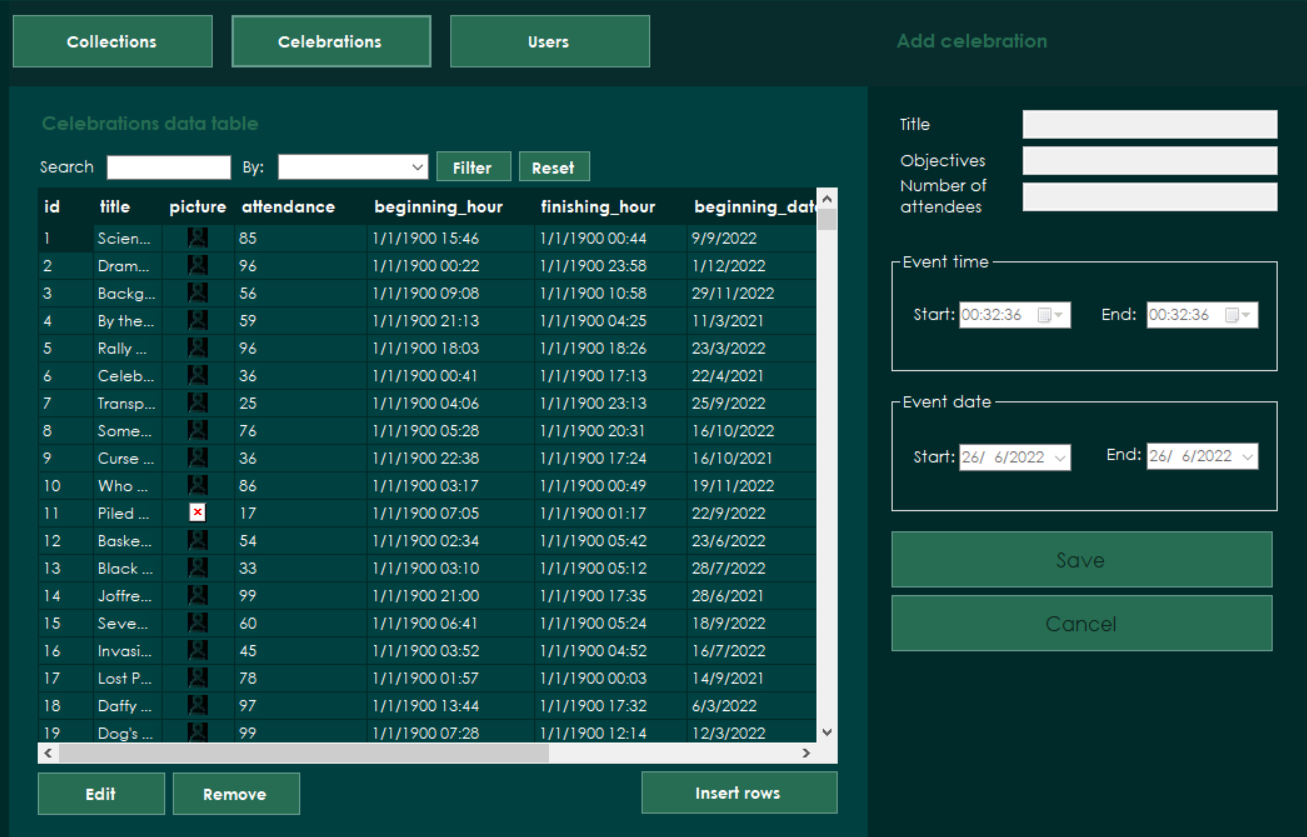 Collections Celebrations Users Add celebration
Celebrations data table
Search By: Filter Reset
id title picture attendance beginning_hour finishing_hour beginning_dat
1 Scien... 85 1/1/1900 15:46 1/1/1900 00:44 9/9/2022
2 Dram... 96 1/1/1900 00:22 1/1/1900 23:58 1/12/2022
3 Backg... 56 1/1/1900 09:08 1/1/1900 10:58 29/11/2022
4 By the... 59 1/1/1900 21:13 1/1/1900 04:25 11/3/2021
5 Rally ... 96 1/1/1900 18:03 1/1/1900 18:26 23/3/2022
6 Celeb... 36 1/1/1900 00:41 1/1/1900 17:13 22/4/2021
7 Transp... 25 1/1/1900 04:06 1/1/1900 23:13 25/9/2022
8 Some... 76 1/1/1900 05:28 1/1/1900 20:31 16/10/2022
9 Curse ... 36 1/1/1900 22:38 1/1/1900 17:24 16/10/2021
10 Who ... 86 1/1/1900 03:17 1/1/1900 00:49 19/11/2022
11 Piled ... 17 1/1/1900 07:05 1/1/1900 01:17 22/9/2022
12 Baske... 54 1/1/1900 02:34 1/1/1900 05:42 23/6/2022
13 Black ... 33 1/1/1900 03:10 1/1/1900 05:12 28/7/2022
14 Joffre... 99 1/1/1900 21:00 1/1/1900 17:35 28/6/2021
15 Seve... 60 1/1/1900 06:41 1/1/1900 05:24 18/9/2022
16 Invasi... 45 1/1/1900 03:52 1/1/1900 04:52 16/7/2022
17 Lost P... 78 1/1/1900 01:57 1/1/1900 00:03 14/9/2021
18 Daffy ... 97 1/1/1900 13:44 1/1/1900 17:32 6/3/2022
19 Dog's ... 99 1/1/1900 07:28 1/1/1900 12:14 12/3/2022
Edit Remove Insert rows
Title
Objectives
Number of
attendees
Event time
Start: 00:32:36 End: 00:32:36
Event date
Start: 26/ 6/2022 End: 26/ 6/2022
Save
Cancel